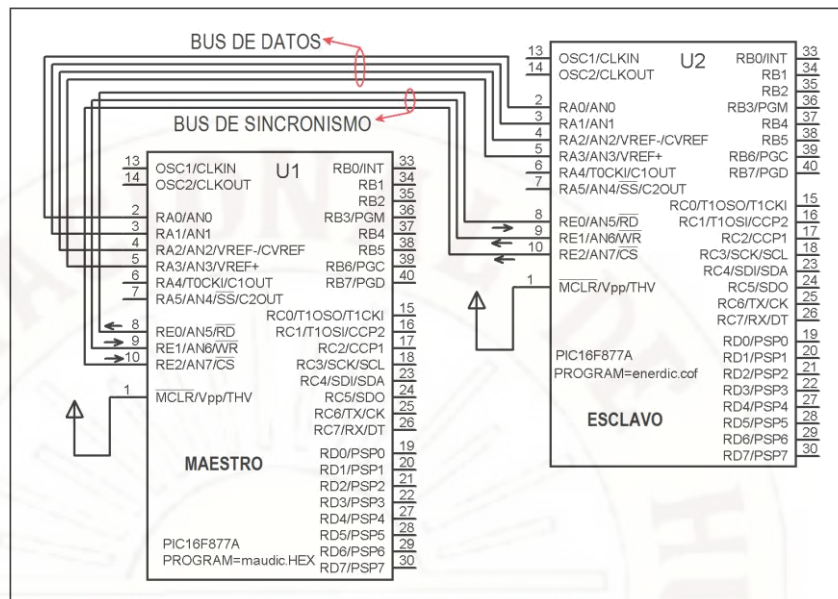 BUS DE DATOS
BUS DE SINCRONISMO
U1
13 OSC1/CLKIN RB0/INT 33
14 OSC2/CLKOUT RB1 34
RB2 35
2 RA0/AN0 RB3/PGM 36
3 RA1/AN1 RB4 37
4 RA2/AN2/VREF-/CVREF RB5 38
5 RA3/AN3/VREF+ RB6/PGC 39
6 RA4/T0CKI/C1OUT RB7/PGD 40
7 RA5/AN4/SS/C2OUT
RC0/T1OSO/T1CKI 15
8 RE0/AN5/RD RC1/T1OSI/CCP2 16
9 RE1/AN6/WR RC2/CCP1 17
10 RE2/AN7/CS RC3/SCK/SCL 18
RC4/SDI/SDA 23
1 MCLR/Vpp/THV RC5/SDO 24
RC6/TX/CK 25
RC7/RX/DT 26
RD0/PSP0 19
MAESTRO
RD1/PSP1 20
RD2/PSP2 21
RD3/PSP3 22
RD4/PSP4 27
RD5/PSP5 28
PIC16F877A RD6/PSP6 29
PROGRAM=maudic.HEX RD7/PSP7 30
U2
13 OSC1/CLKIN RB0/INT 33
14 OSC2/CLKOUT RB1 34
RB2 35
2 RA0/AN0 RB3/PGM 36
3 RA1/AN1 RB4 37
4 RA2/AN2/VREF-/CVREF RB5 38
5 RA3/AN3/VREF+ RB6/PGC 39
6 RA4/T0CKI/C1OUT RB7/PGD 40
7 RA5/AN4/SS/C2OUT
RC0/T1OSO/T1CKI 15
8 RE0/AN5/RD RC1/T1OSI/CCP2 16
9 RE1/AN6/WR RC2/CCP1 17
10 RE2/AN7/CS RC3/SCK/SCL 18
RC4/SDI/SDA 23
1 MCLR/Vpp/THV RC5/SDO 24
RC6/TX/CK 25
RC7/RX/DT 26
RD0/PSP0 19
PIC16F877A RD1/PSP1 20
PROGRAM=enerdic.cof RD2/PSP2 21
RD3/PSP3 22
RD4/PSP4 27
ESCLAVO RD5/PSP5 28
RD6/PSP6 29
RD7/PSP7 30